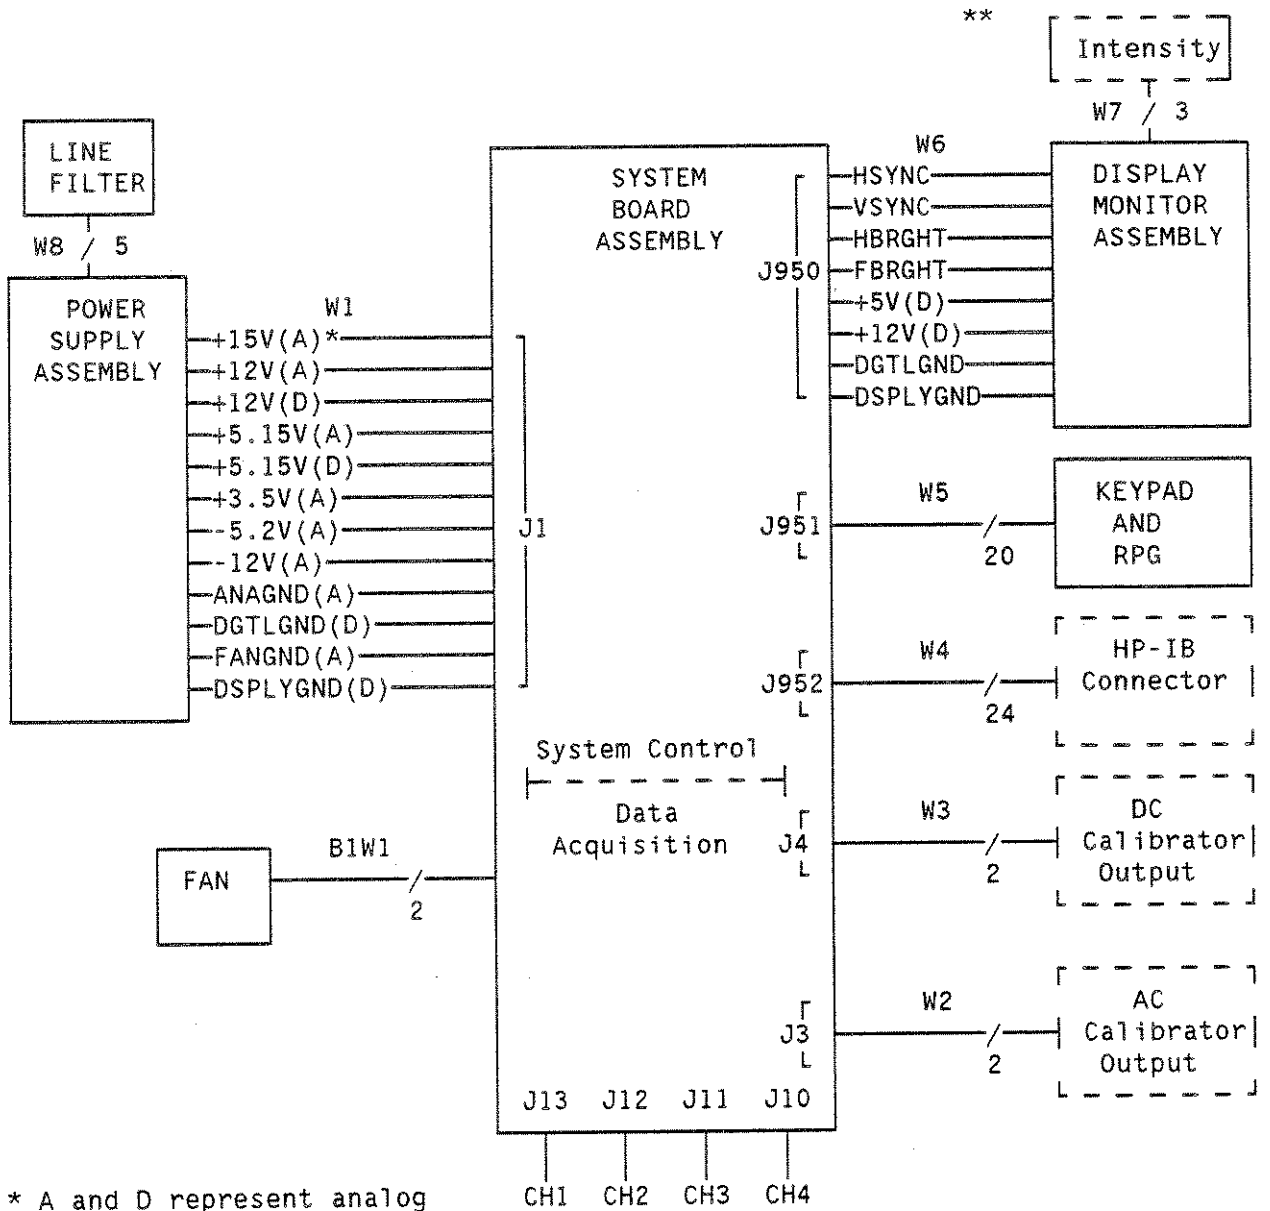 **
Intensity
W7 / 3
LINE
FILTER
W8 / 5
POWER
SUPPLY
ASSEMBLY
W1
+15V(A)*
+12V(A)
+12V(D)
+5.15V(A)
+5.15V(D)
+3.5V(A)
-5.2V(A)
-12V(A)
ANAGND(A)
DGTLGND(D)
FANGND(A)
DSPLYGND(D)
J1
SYSTEM
BOARD
ASSEMBLY
J950
W6
HSYNC
VSYNC
HBRGHT
FBRGHT
+5V(D)
+12V(D)
DGTLGND
DSPLYGND
DISPLAY
MONITOR
ASSEMBLY
J951
W5
/
20
KEYPAD
AND
RPG
J952
W4
/
24
HP-IB
Connector
System Control
Data
Acquisition
J4
W3
/
2
DC
Calibrator
Output
FAN
B1W1
/
2
J3
W2
/
2
AC
Calibrator
Output
J13 J12 J11 J10
CH1 CH2 CH3 CH4
* A and D represent analog